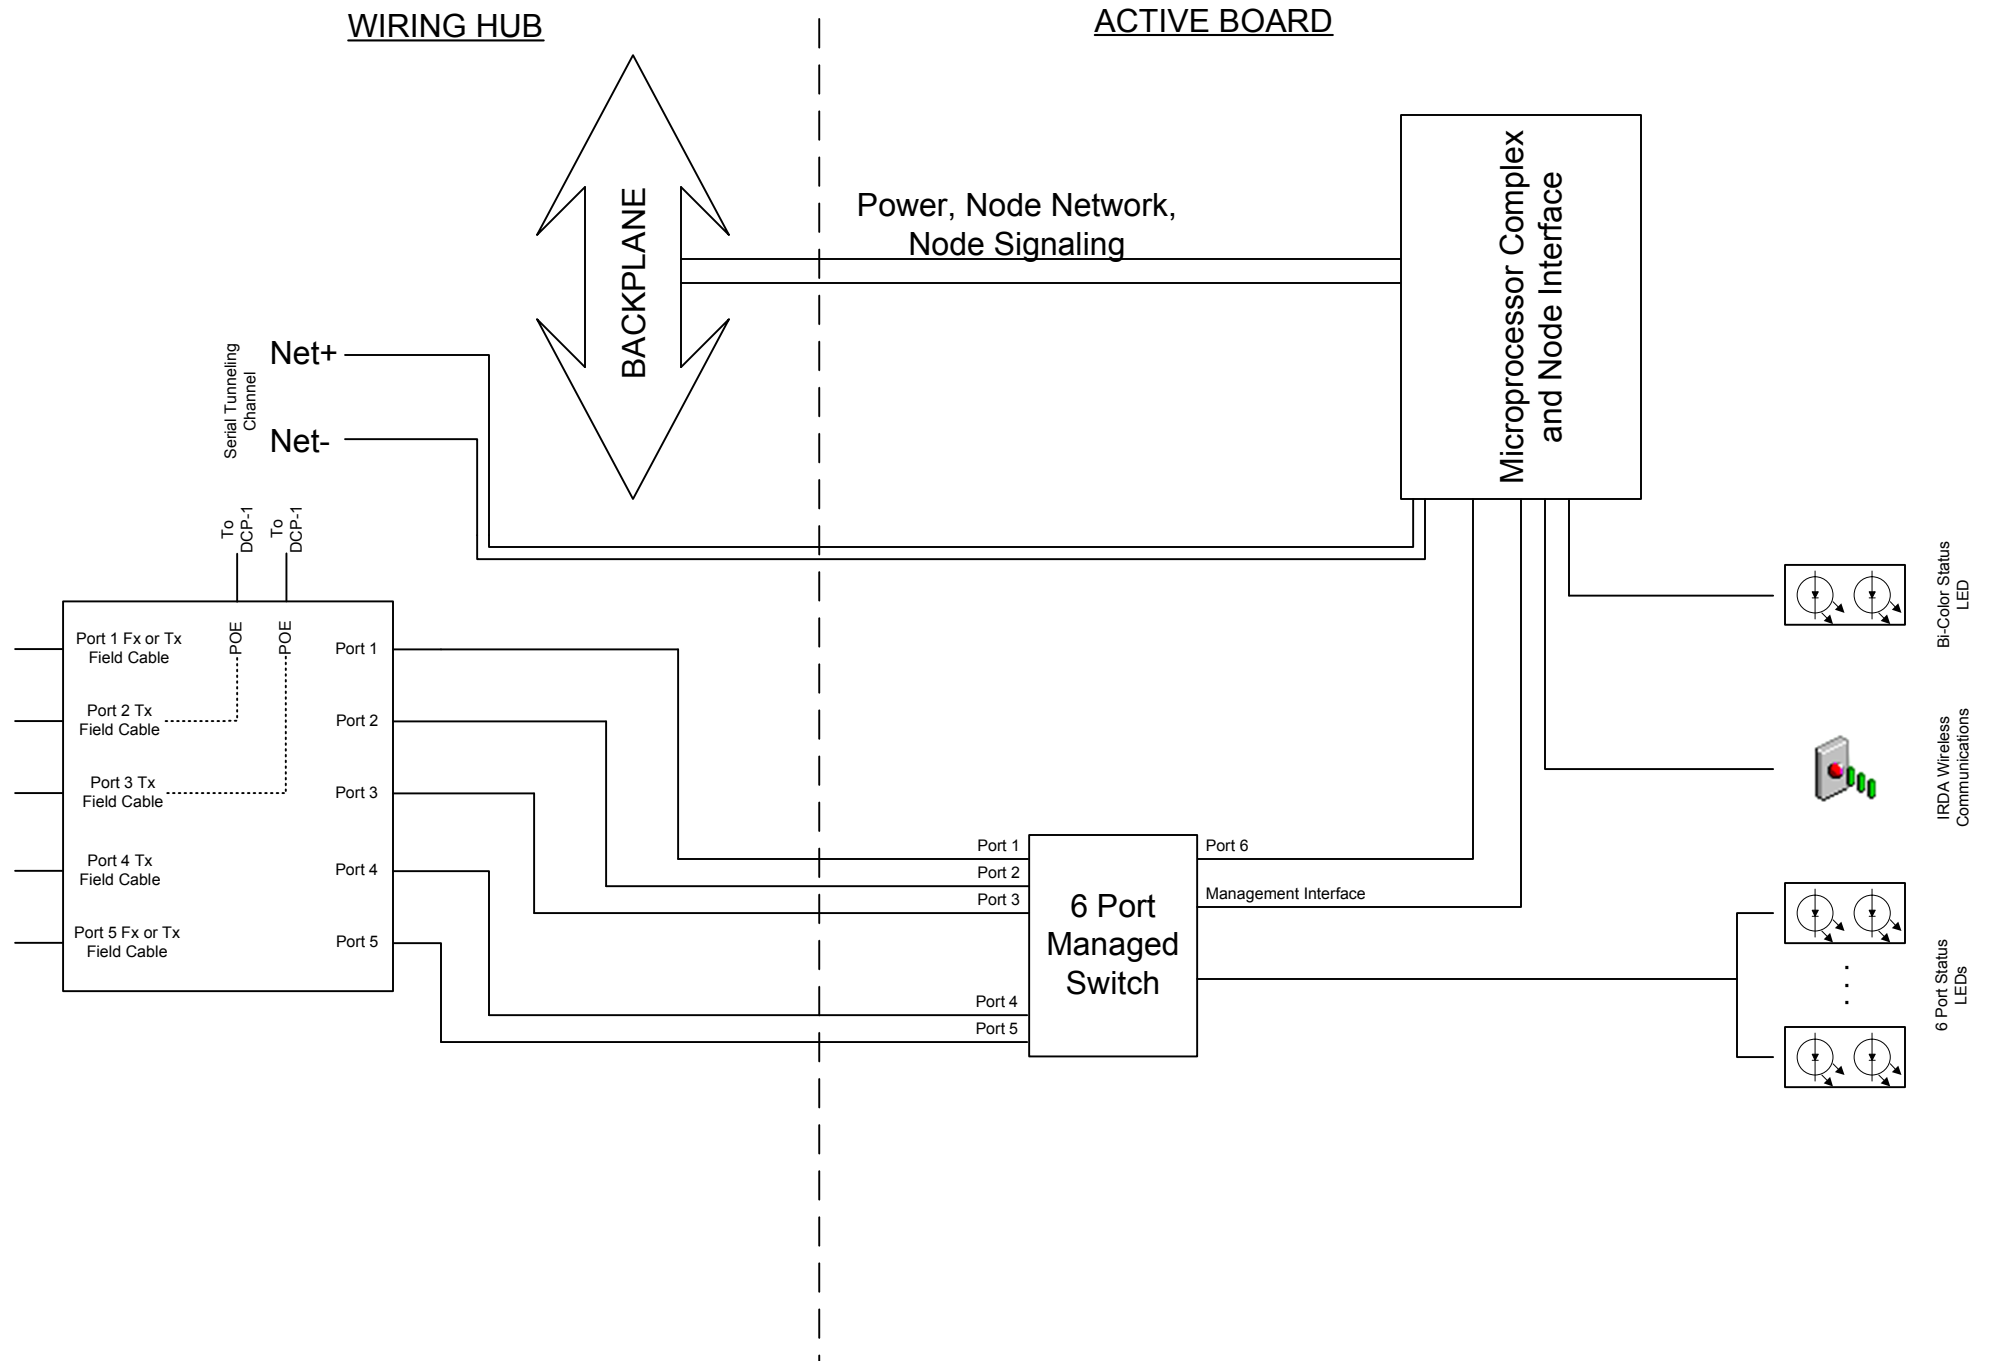 WIRING HUB
ACTIVE BOARD
Microprocessor Complex
and Node Interface
BACKPLANE
Power, Node Network,
Node Signaling
Serial Tunneling
Channel
Net+
Net-
To
DCP-1
To
DCP-1
POE
POE
Port 1 Fx or Tx
Field Cable
Port 2 Tx
Field Cable
Port 3 Tx
Field Cable
Port 4 Tx
Field Cable
Port 5 Fx or Tx
Field Cable
Port 1
Port 2
Port 3
Port 4
Port 5
Port 1
Port 2
Port 3
Port 4
Port 5
6 Port
Managed
Switch
Port 6
Management Interface
Bi-Color Status
LED
IRDA Wireless
Communications
6 Port Status
LEDs